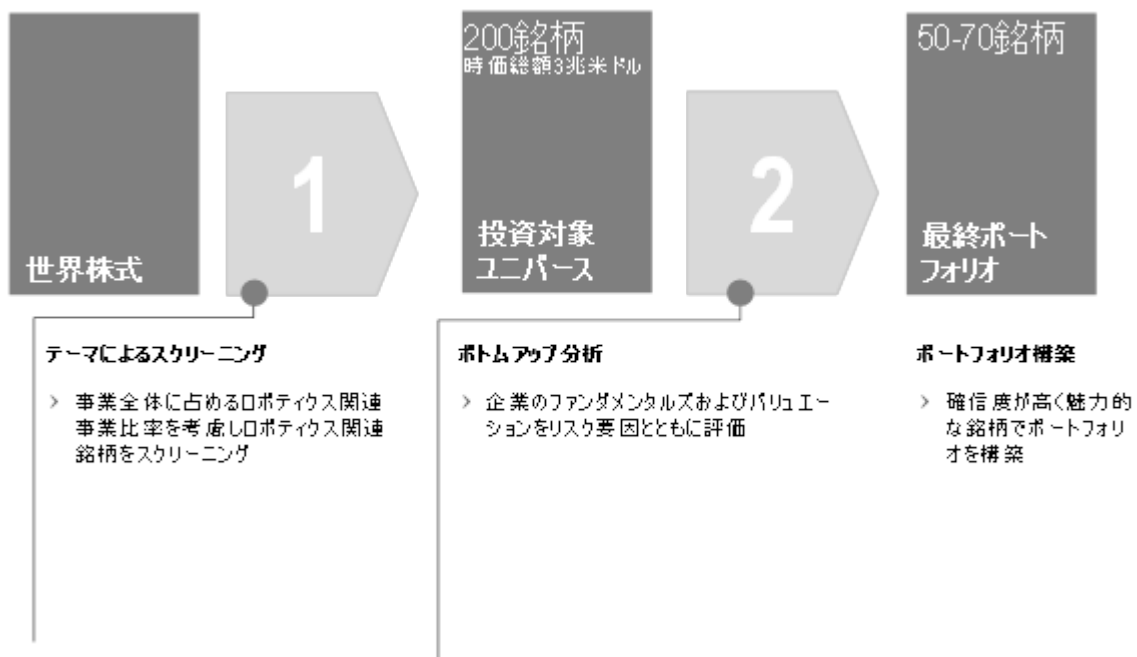 世界株式
1
200銘柄
時価総額3兆米ドル
投資対象
ユニバース
2
50-70銘柄
最終ポート
フォリオ
テーマによるスクリーニング
> 事業全体に占めるロボティクス関連
事業比率を考慮しロボティクス関連
銘柄をスクリーニング
ボトムアップ分析
> 企業のファンダメンタルズおよびバリュエー
ションをリスク要因とともに評価
ポートフォリオ構築
> 確信度が高く魅力的
な銘柄でポートフォリ
オを構築